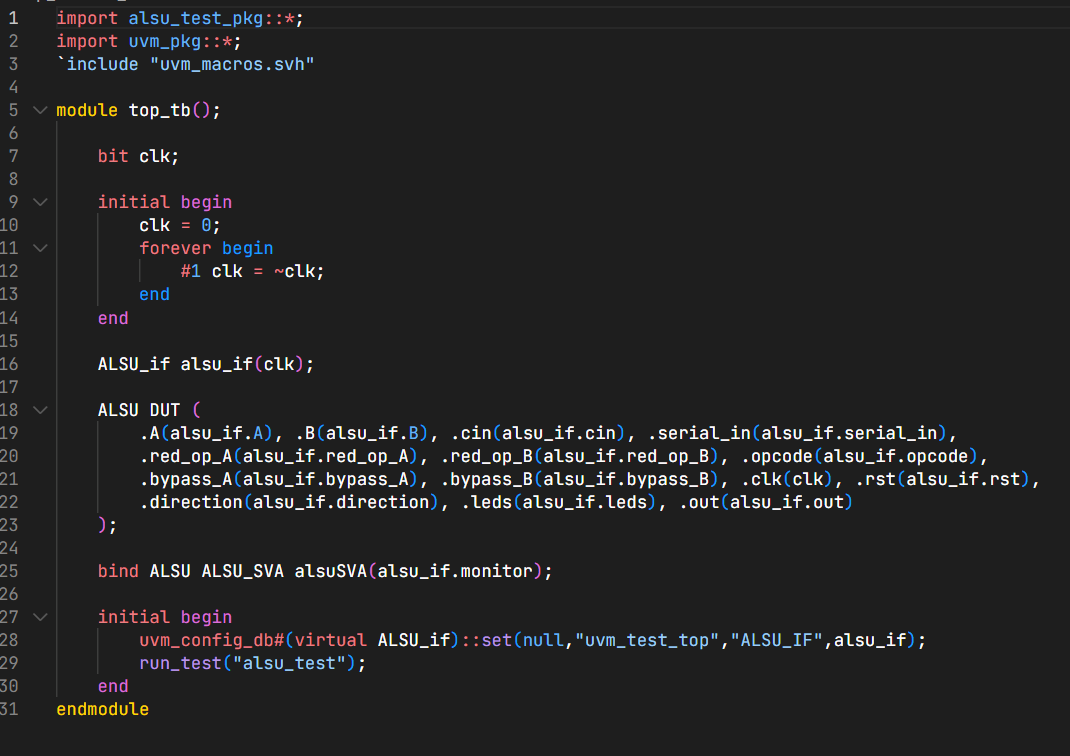 1 import alsu_test_pkg::*;
2 import uvm_pkg::*;
3 `include "uvm_macros.svh"
4
5 module top_tb();
6
7     bit clk;
8
9     initial begin
10         clk = 0;
11         forever begin
12             #1 clk = ~clk;
13         end
14     end
15
16     ALSU_if alsu_if(clk);
17
18     ALSU DUT (
19         .A(alsu_if.A), .B(alsu_if.B), .cin(alsu_if.cin), .serial_in(alsu_if.serial_in),
20         .red_op_A(alsu_if.red_op_A), .red_op_B(alsu_if.red_op_B), .opcode(alsu_if.opcode),
21         .bypass_A(alsu_if.bypass_A), .bypass_B(alsu_if.bypass_B), .clk(clk), .rst(alsu_if.rst),
22         .direction(alsu_if.direction), .leds(alsu_if.leds), .out(alsu_if.out)
23     );
24
25     bind ALSU ALSU_SVA alsuSVA(alsu_if.monitor);
26
27     initial begin
28         uvm_config_db#(virtual ALSU_if)::set(null,"uvm_test_top","ALSU_IF",alsu_if);
29         run_test("alsu_test");
30     end
31 endmodule